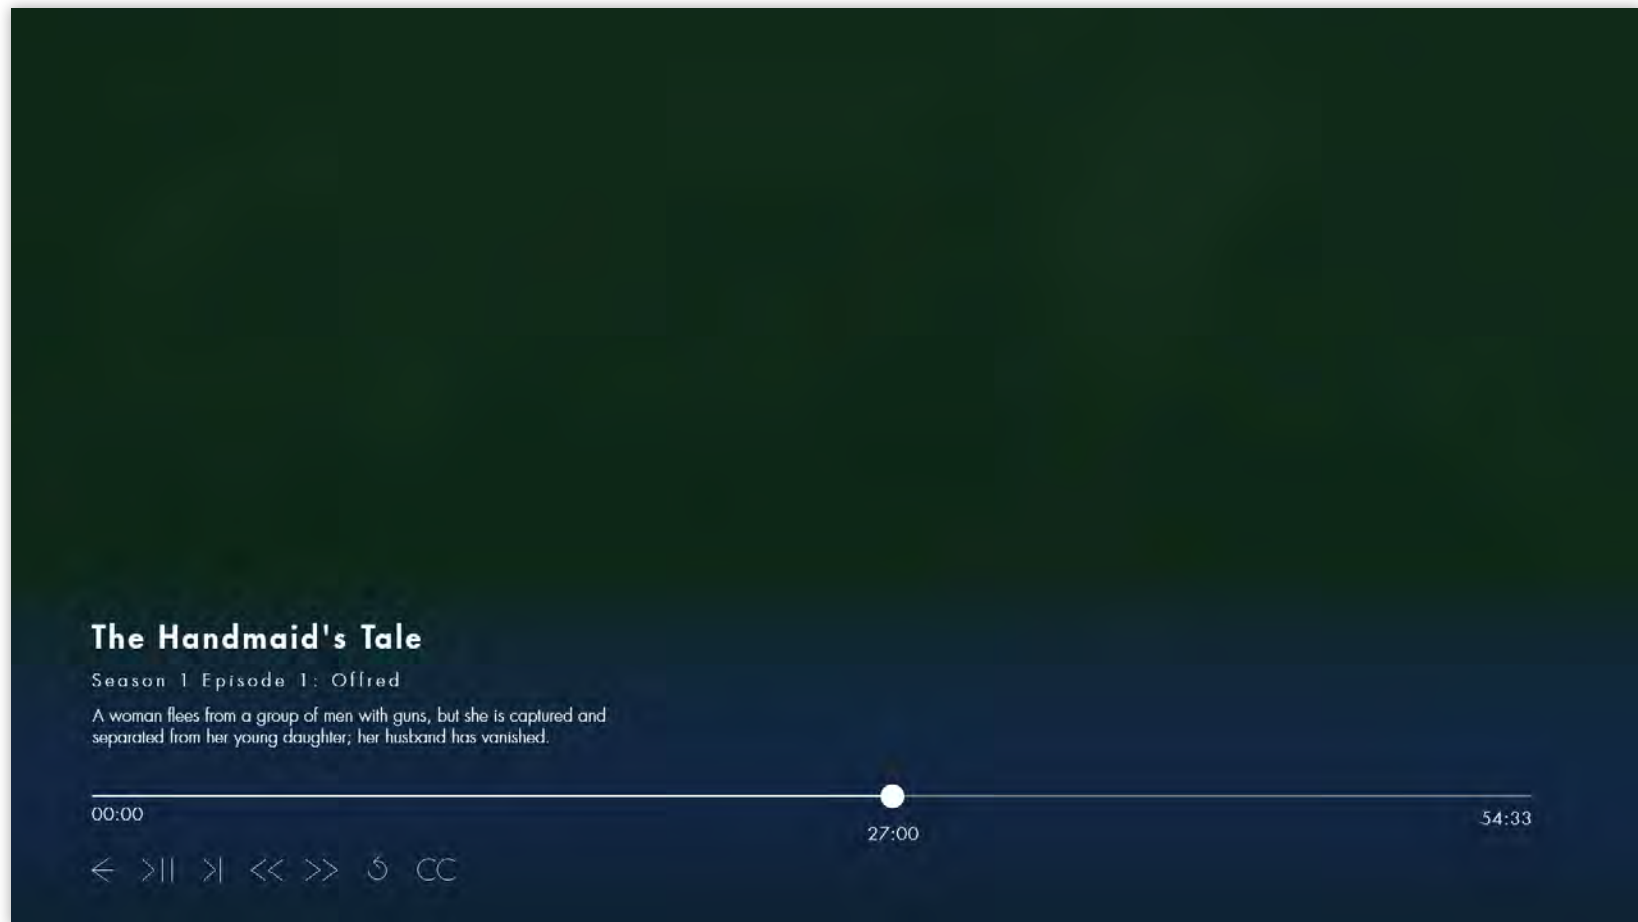 The Handmaid's Tale
Season 1 Episode 1: Offred
A woman flees from a group of men with guns, but she is captured and
separated from her young daughter; her husband has vanished.
00:00
27:00
54:33
CC